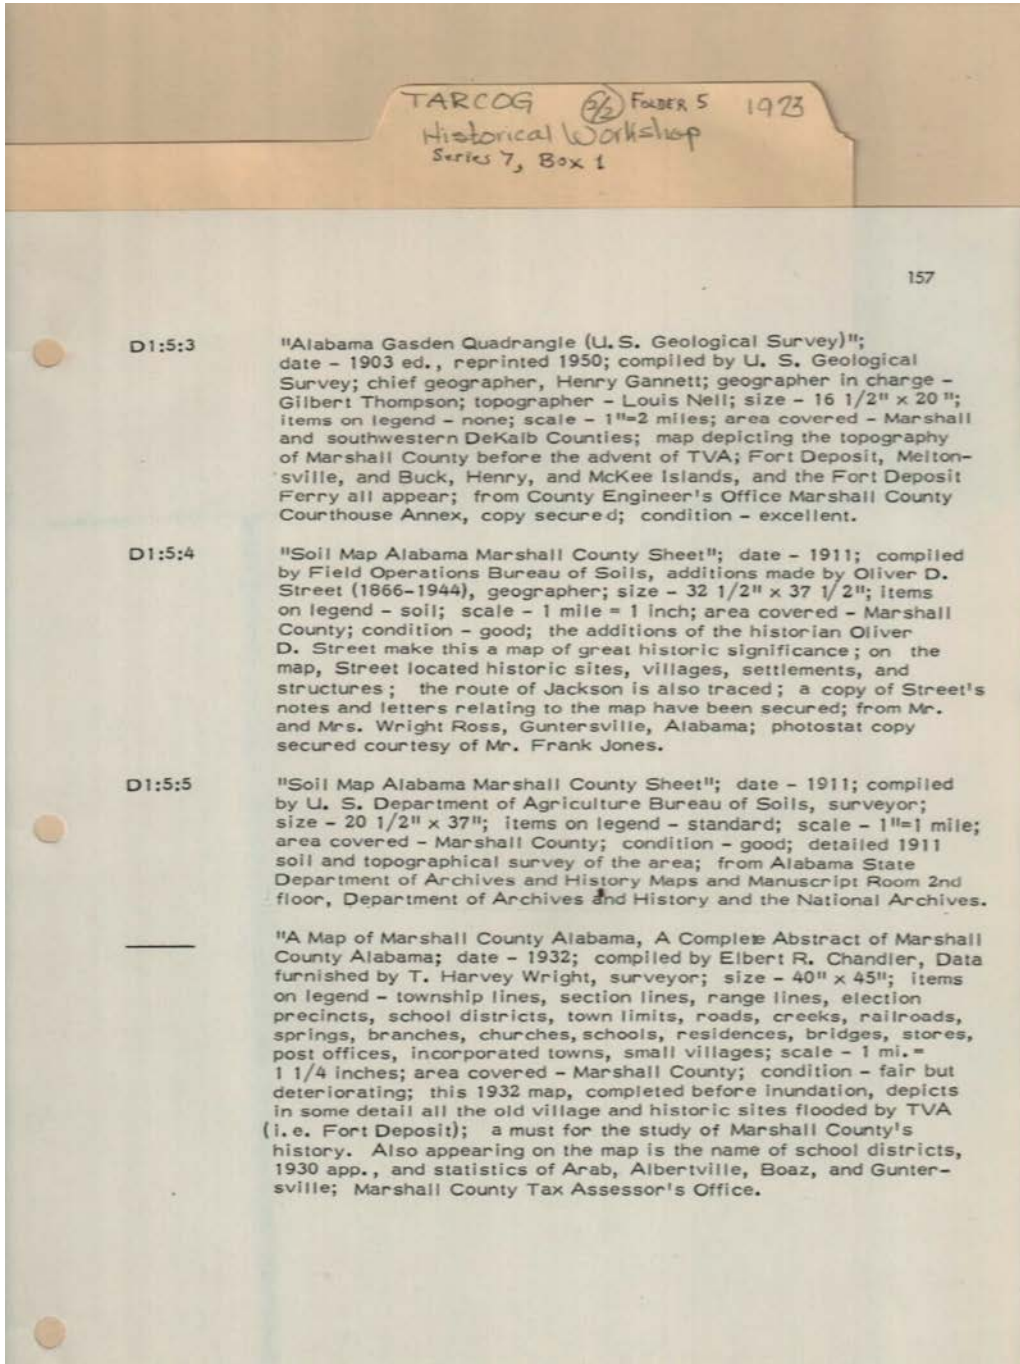 TARCOG 2/2 FOLDER 5 1973
Historical Workshop
Series 7, Box 1
157
D1:5:3 "Alabama Gasden Quadrangle (U.S. Geological Survey)";
date - 1903 ed., reprinted 1950; compiled by U. S. Geological
Survey; chief geographer, Henry Gannett; geographer in charge -
Gilbert Thompson; topographer - Louis Nell; size - 16 1/2" x 20 ";
items on legend - none; scale - 1"=2 miles; area covered - Marshall
and southwestern DeKalb Counties; map depicting the topography
of Marshall County before the advent of TVA; Fort Deposit, Melton-
sville, and Buck, Henry, and McKee Islands, and the Fort Deposit
Ferry all appear; from County Engineer's Office Marshall County
Courthouse Annex, copy secured; condition - excellent.
D1:5:4 "Soil Map Alabama Marshall County Sheet"; date - 1911; compiled
by Field Operations Bureau of Soils, additions made by Oliver D.
Street (1866-1944), geographer; size - 32 1/2" x 37 1/2"; items
on legend - soil; scale - 1 mile = 1 inch; area covered - Marshall
County; condition - good; the additions of the historian Oliver
D. Street make this a map of great historic significance; on the
map, Street located historic sites, villages, settlements, and
structures; the route of Jackson is also traced; a copy of Street's
notes and letters relating to the map have been secured; from Mr.
and Mrs. Wright Ross, Guntersville, Alabama; photostat copy
secured courtesy of Mr. Frank Jones.
D1:5:5 "Soil Map Alabama Marshall County Sheet"; date - 1911; compiled
by U. S. Department of Agriculture Bureau of Soils, surveyor;
size - 20 1/2" x 37"; items on legend - standard; scale - 1"=1 mile;
area covered - Marshall County; condition - good; detailed 1911
soil and topographical survey of the area; from Alabama State
Department of Archives and History Maps and Manuscript Room 2nd
floor, Department of Archives and History and the National Archives.
"A Map of Marshall County Alabama, A Complete Abstract of Marshall
County Alabama; date - 1932; compiled by Elbert R. Chandler, Data
furnished by T. Harvey Wright, surveyor; size - 40" x 45"; items
on legend - township lines, section lines, range lines, election
precincts, school districts, town limits, roads, creeks, railroads,
springs, branches, churches, schools, residences, bridges, stores,
post offices, incorporated towns, small villages; scale - 1 mi. =
1 1/4 inches; area covered - Marshall County; condition - fair but
deteriorating; this 1932 map, completed before inundation, depicts
in some detail all the old village and historic sites flooded by TVA
(i.e. Fort Deposit); a must for the study of Marshall County's
history. Also appearing on the map is the name of school districts,
1930 app., and statistics of Arab, Albertville, Boaz, and Gunter-
sville; Marshall County Tax Assessor's Office.